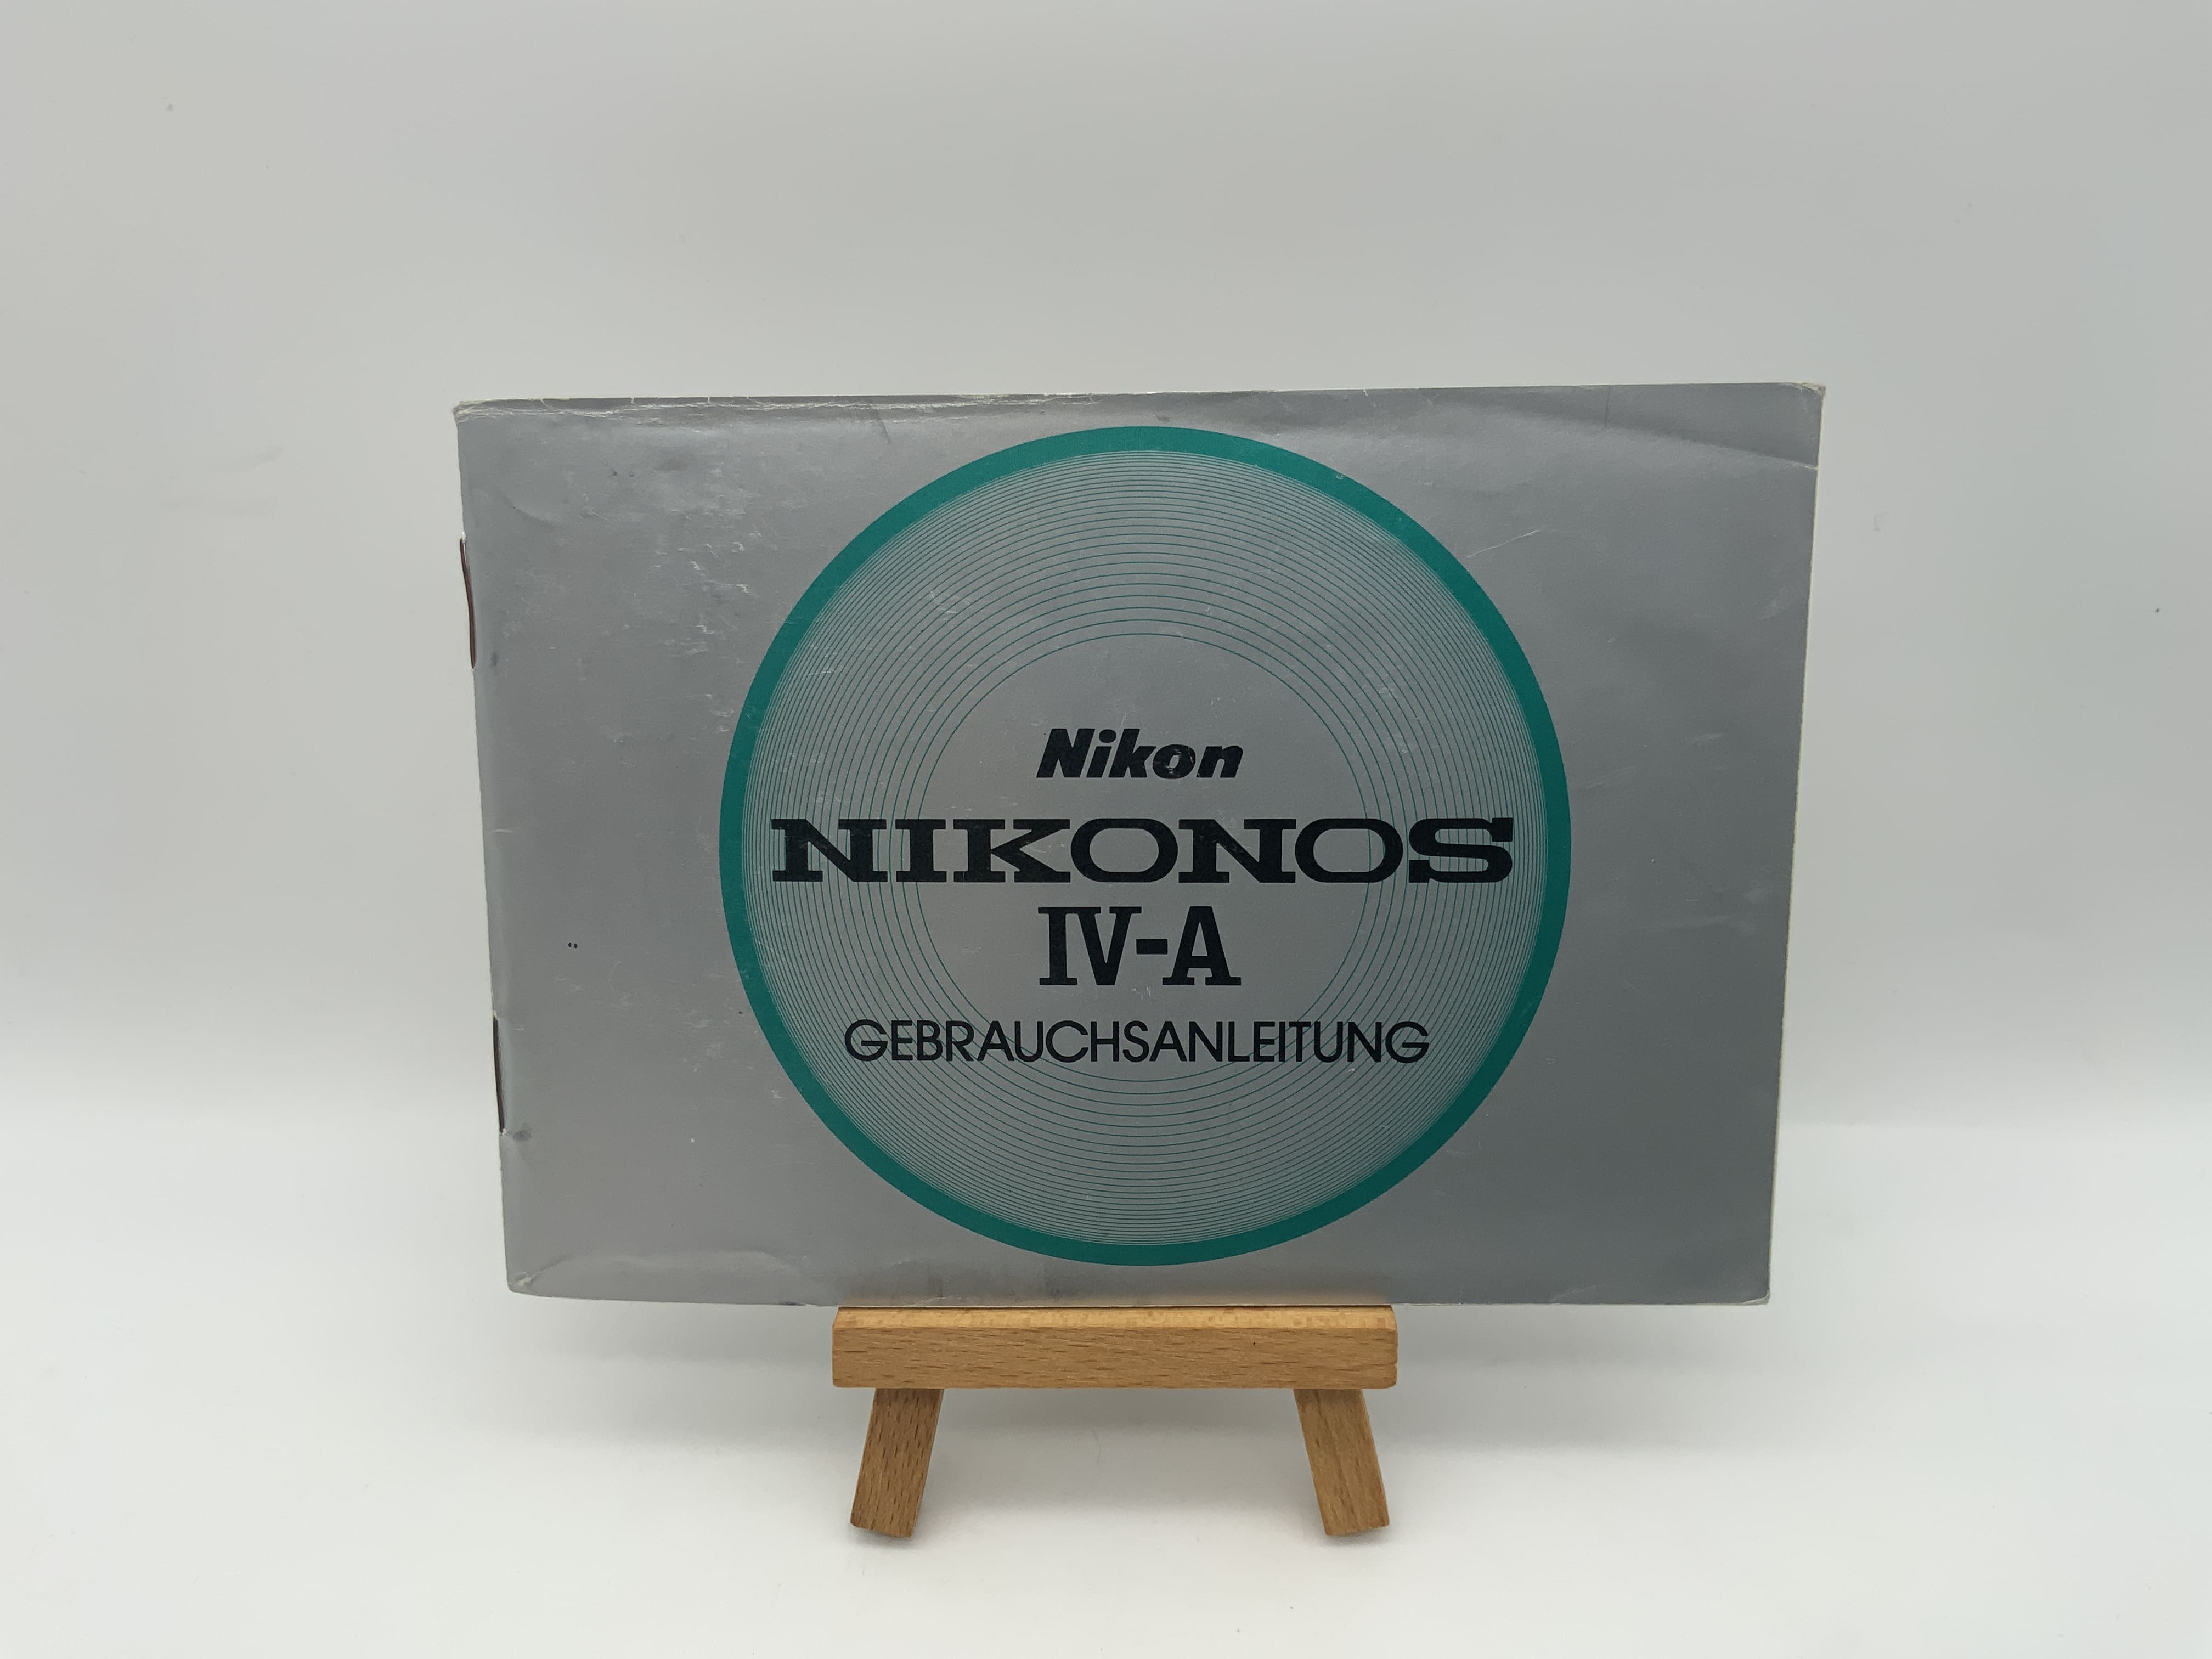 Nikon
NIKONOS
IV-A
GEBRAUCHSANLEITUNG